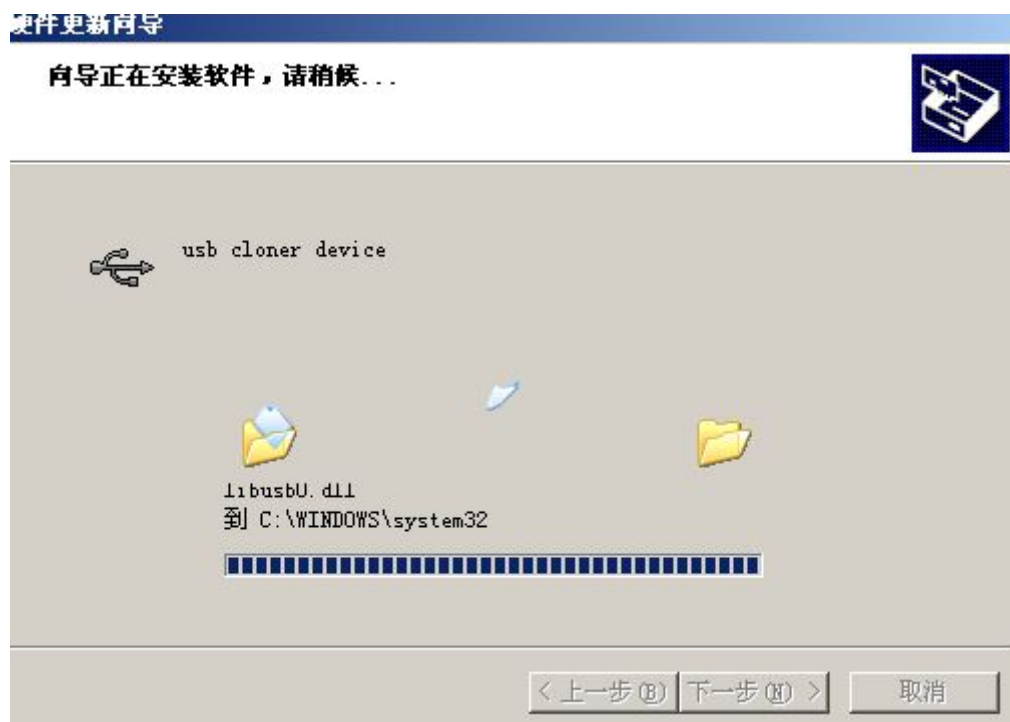 硬件更新向导
向导正在安装软件，请稍候...
usb cloner device
libusb0.dll
到 C:\WINDOWS\system32
< 上一步(B)
下一步(N) >
取消